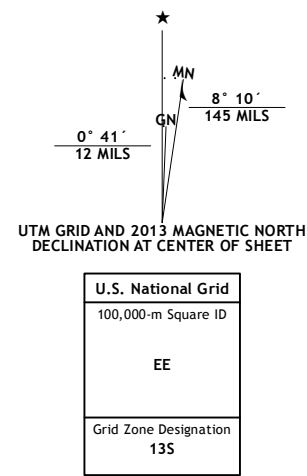 ★
MN
GN
8° 10´
145 MILS
0° 41´
12 MILS
UTM GRID AND 2013 MAGNETIC NORTH
DECLINATION AT CENTER OF SHEET
U.S. National Grid
100,000-m Square ID
EE
Grid Zone Designation
13S